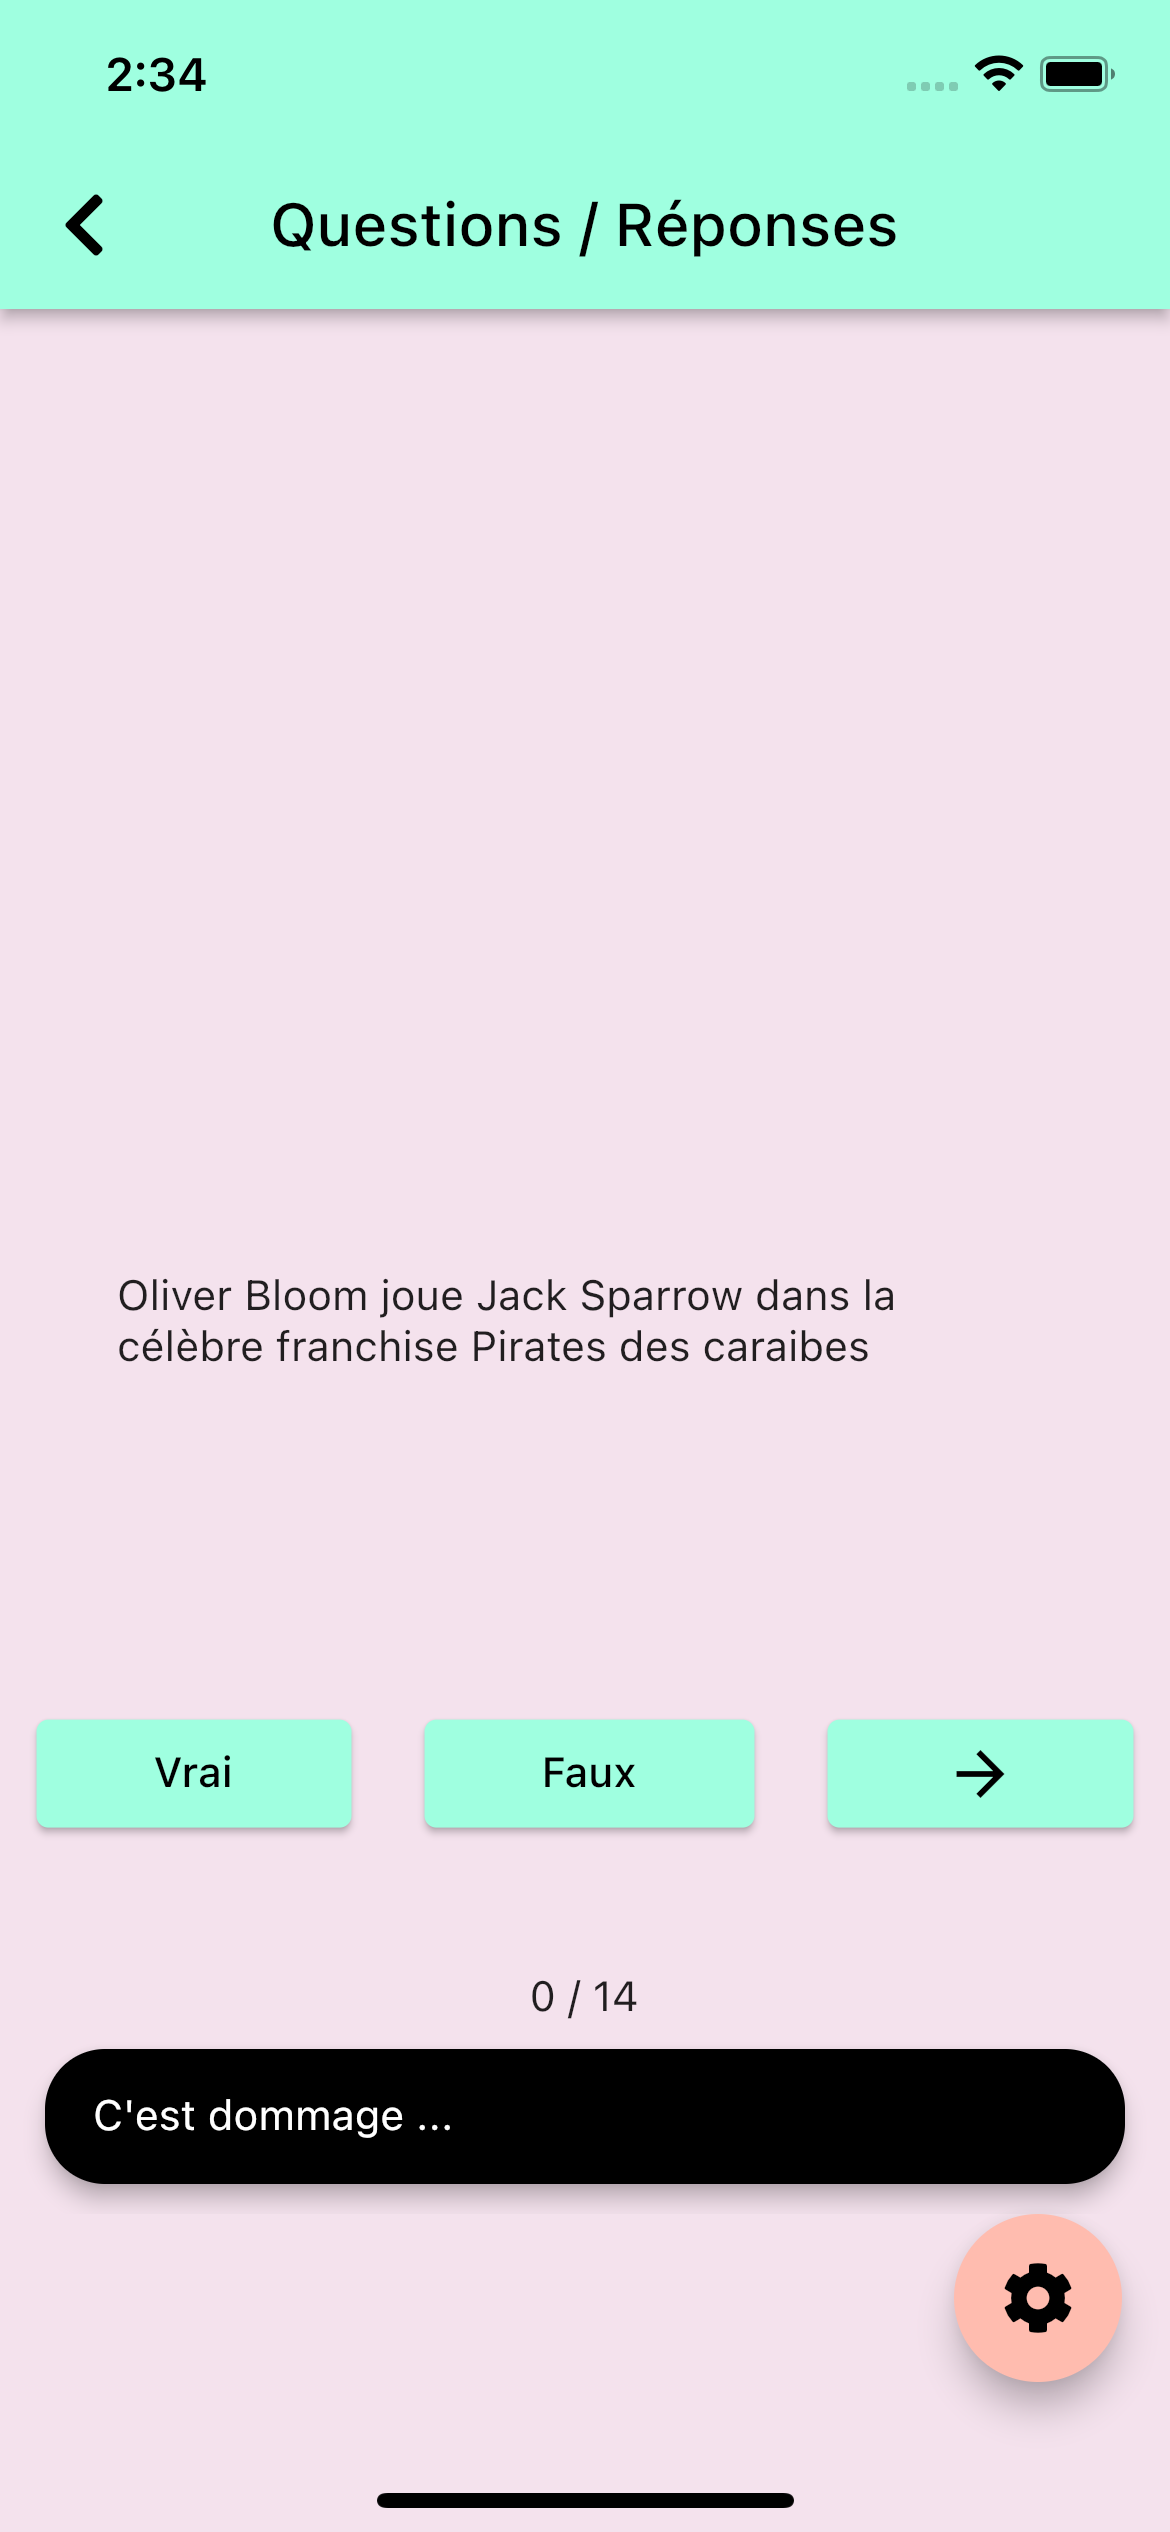 2:34
Questions / Réponses
Oliver Bloom joue Jack Sparrow dans la
célèbre franchise Pirates des caraibes
Vrai
Faux
0 / 14
C'est dommage ...